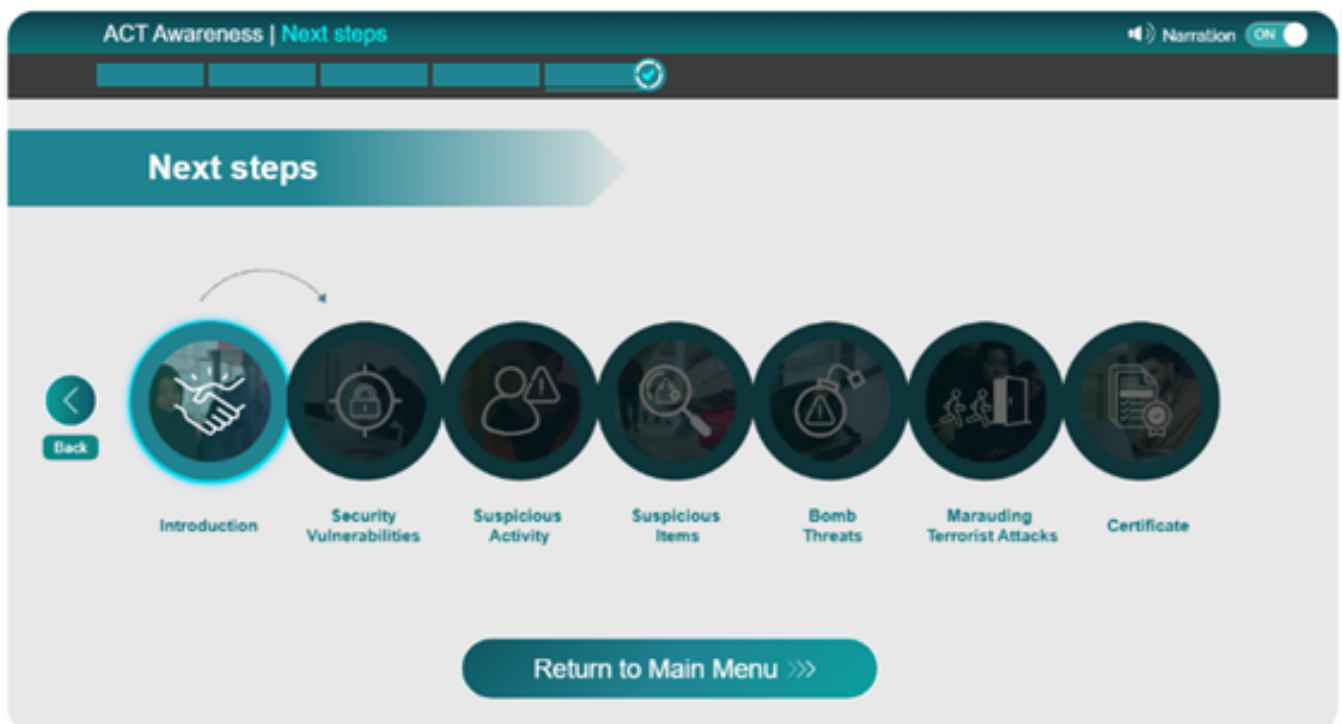 ACT Awareness | Next steps
Narration ON
Next steps
Back
Introduction
Security
Vulnerabilities
Suspicious
Activity
Suspicious
Items
Bomb
Threats
Marauding
Terrorist Attacks
Certificate
Return to Main Menu